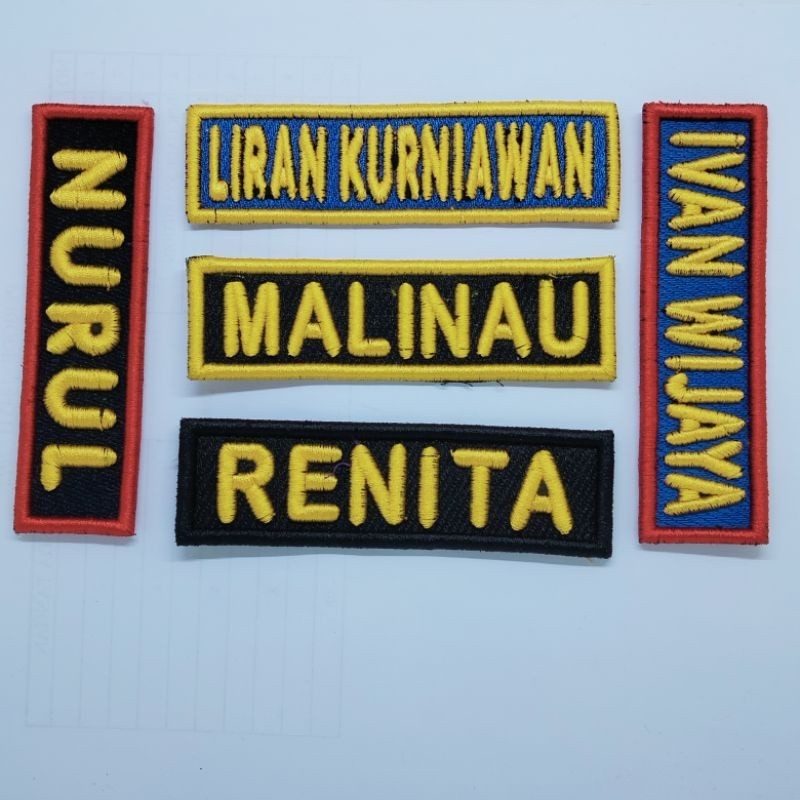 NURUL
LIRAN KURNIAWAN
MALINAU
RENITA
IVAN WIJAYA